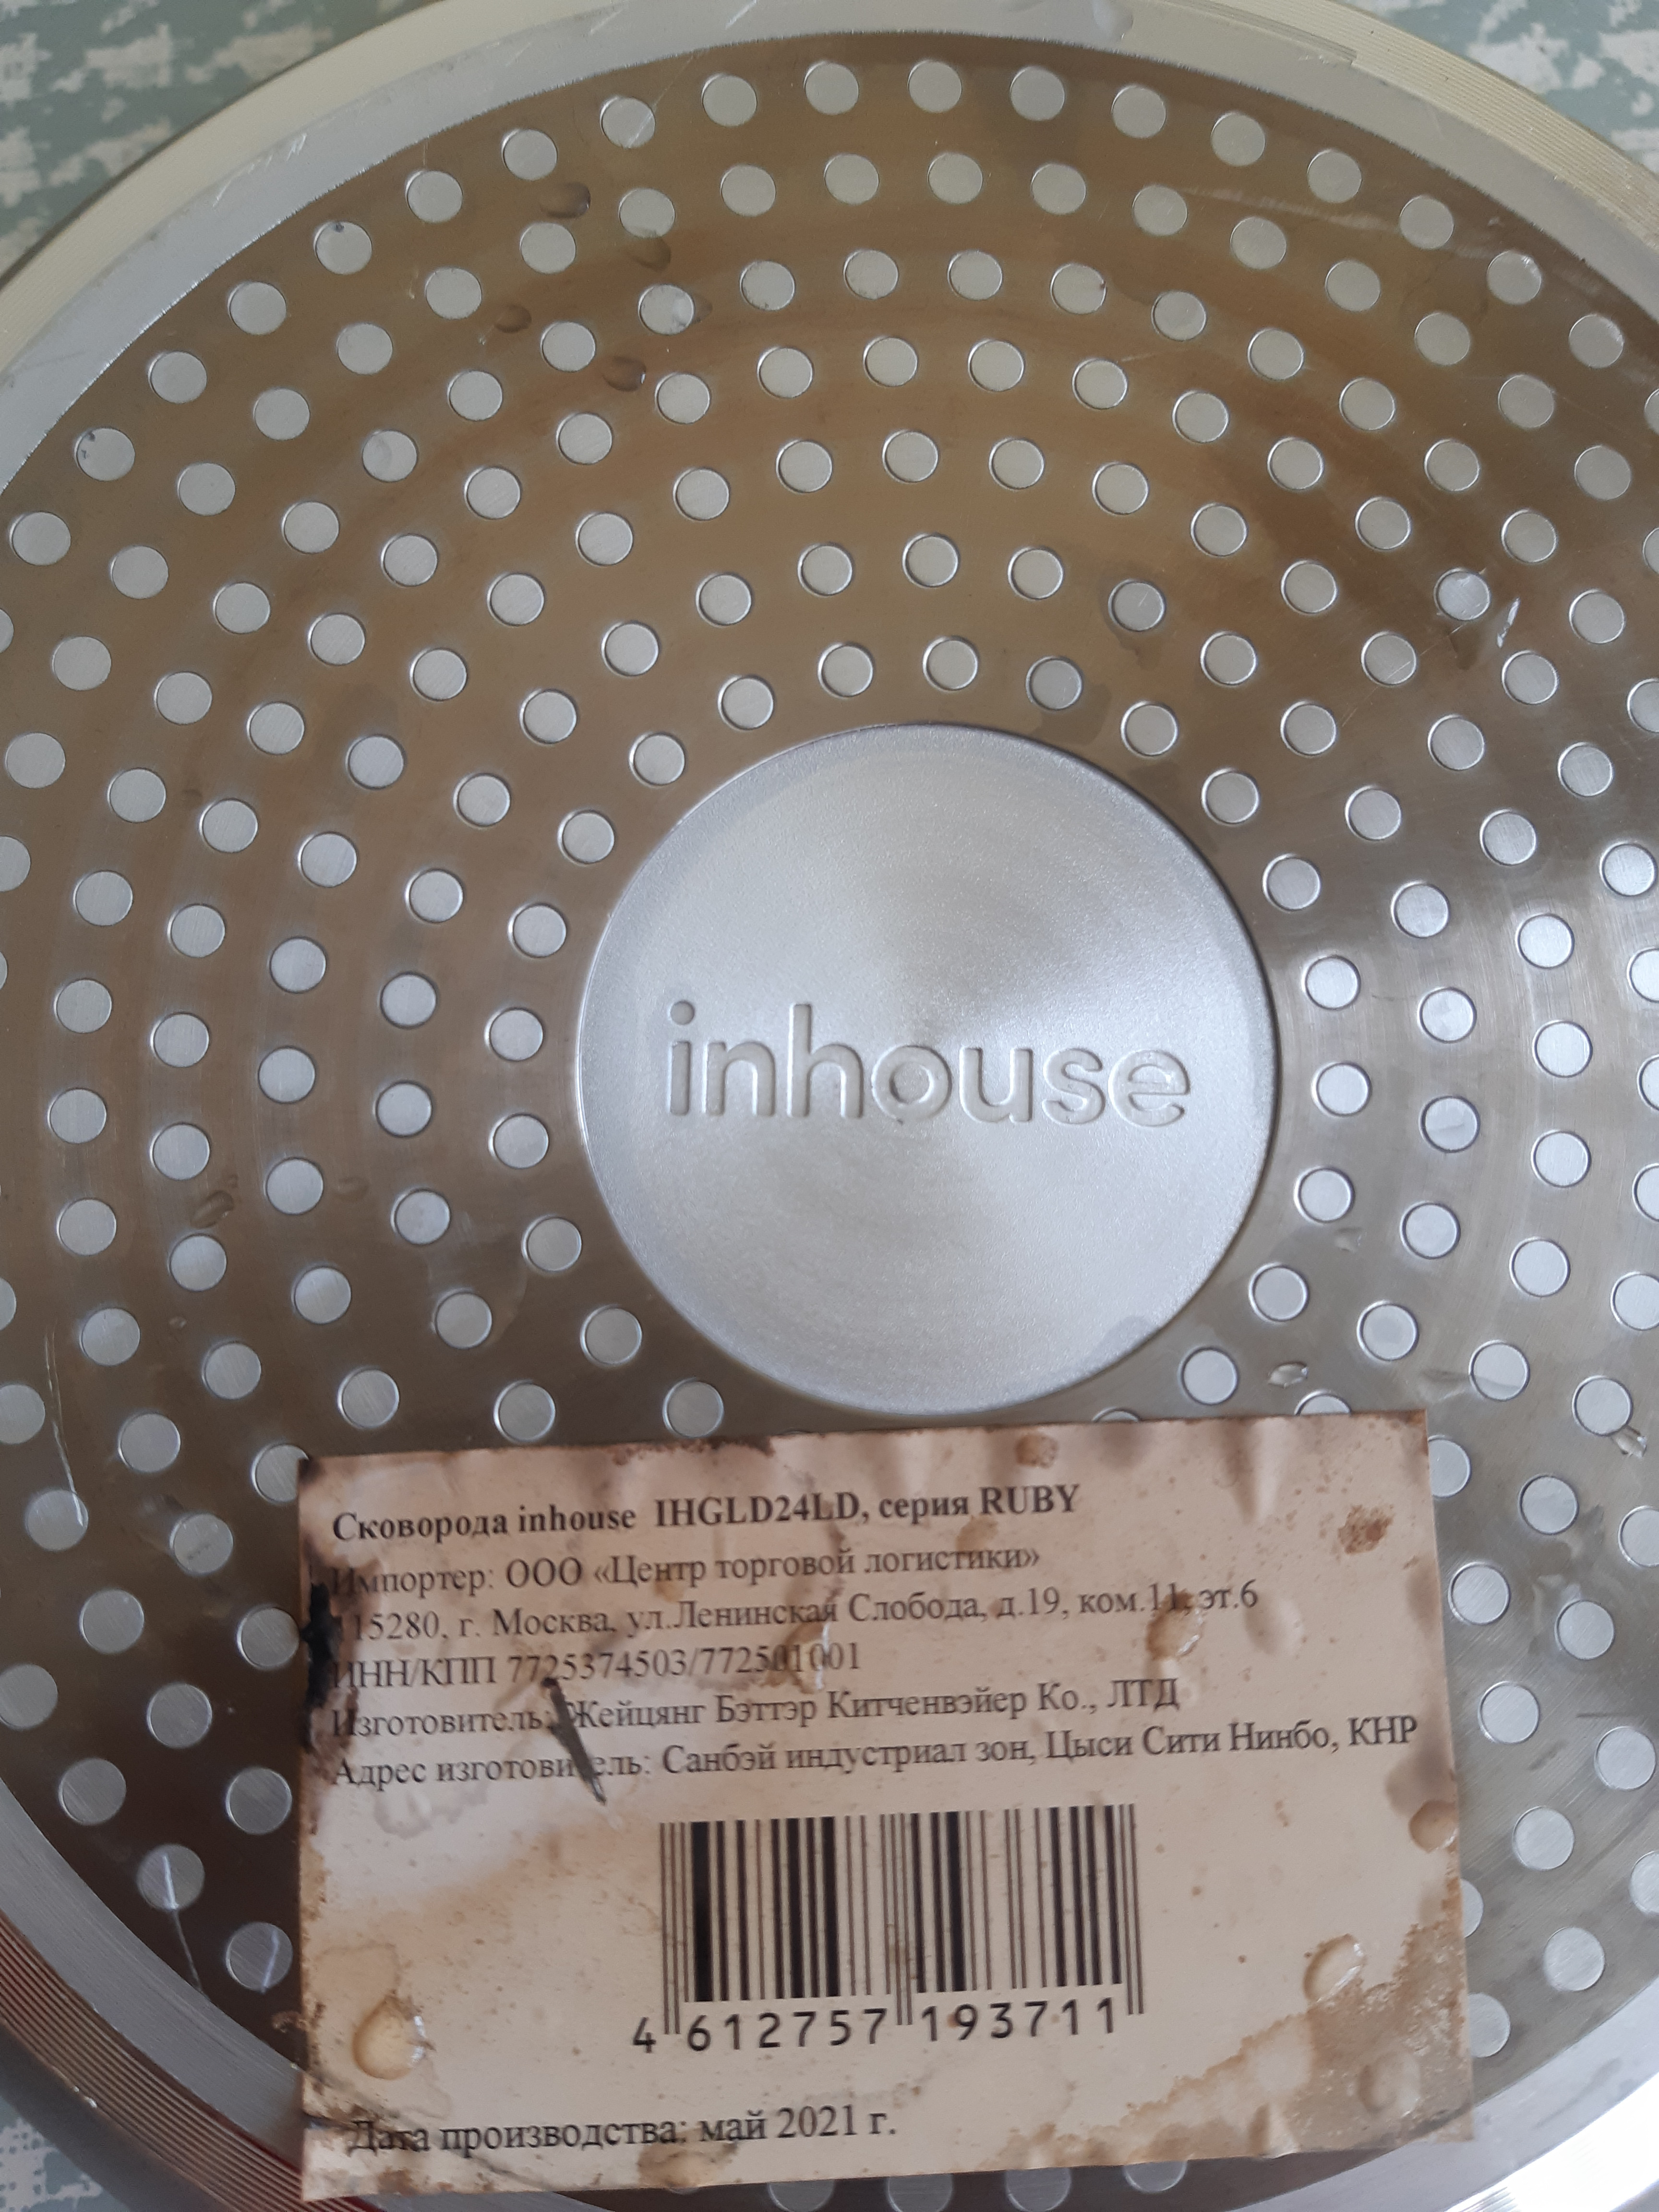 inhouse
Сковорода inhouse IHGLD24LD, серия RUBY
Импортер: ООО «Центр торговой логистики»
115280, г. Москва, ул.Ленинская Слобода, д.19, ком.11, эт.6
ИНН/КПП 7725374503/772501001
Изготовитель: Жейцянг Бэттэр Китченвэйер Ко., ЛТД
Адрес изготовитель: Санбэй индустриал зон, Цыси Сити Нинбо, КНР
4 612757 193711
Дата производства: май 2021 г.